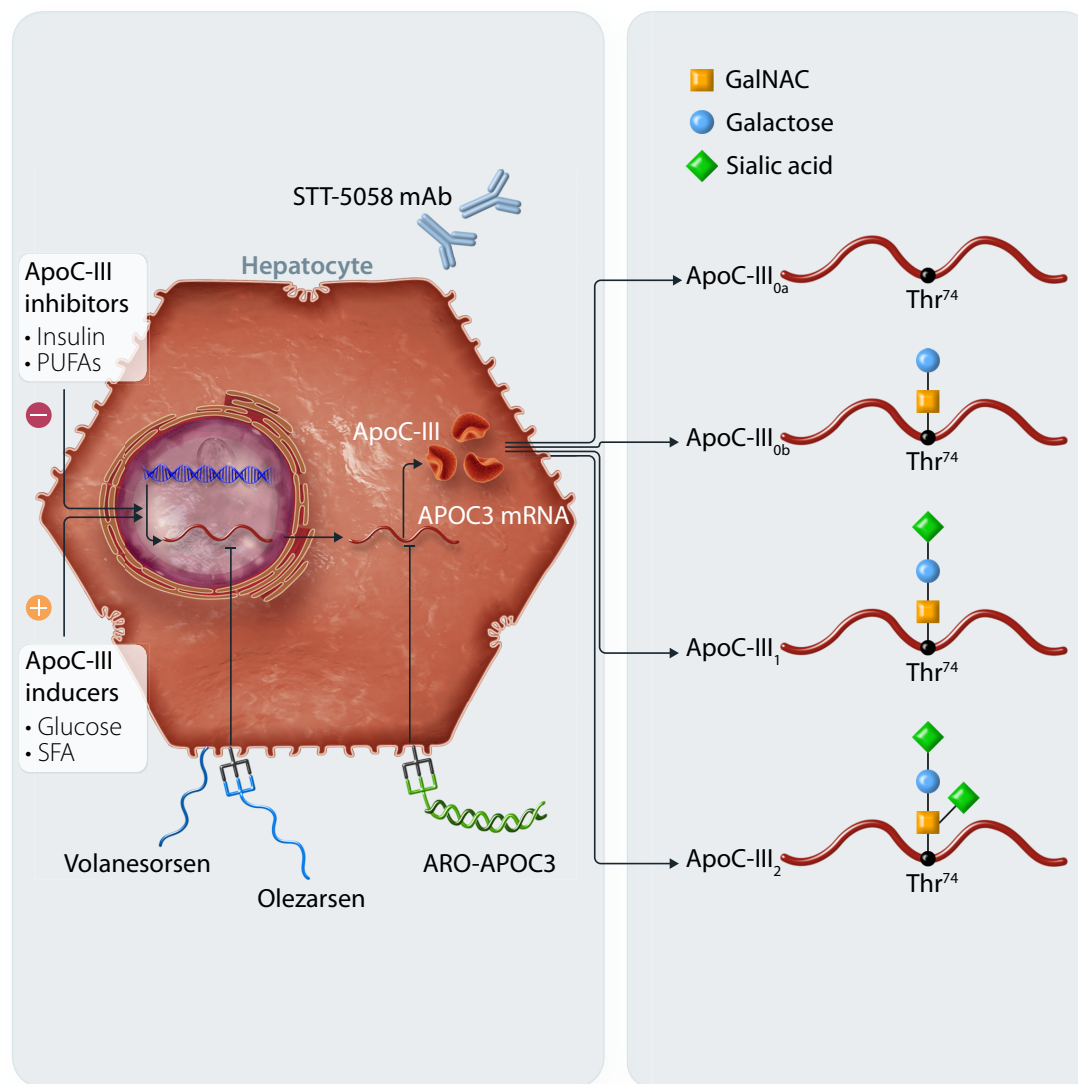 STT-5058 mAb
Hepatocyte
ApoC-III
inhibitors
• Insulin
• PUFAs
−
+
ApoC-III
inducers
• Glucose
• SFA
ApoC-III
APOC3 mRNA
Volanesorsen
Olezarsen
ARO-APOC3
GalNAC
Galactose
Sialic acid
ApoC-III0a
Thr74
ApoC-III0b
Thr74
ApoC-III1
Thr74
ApoC-III2
Thr74